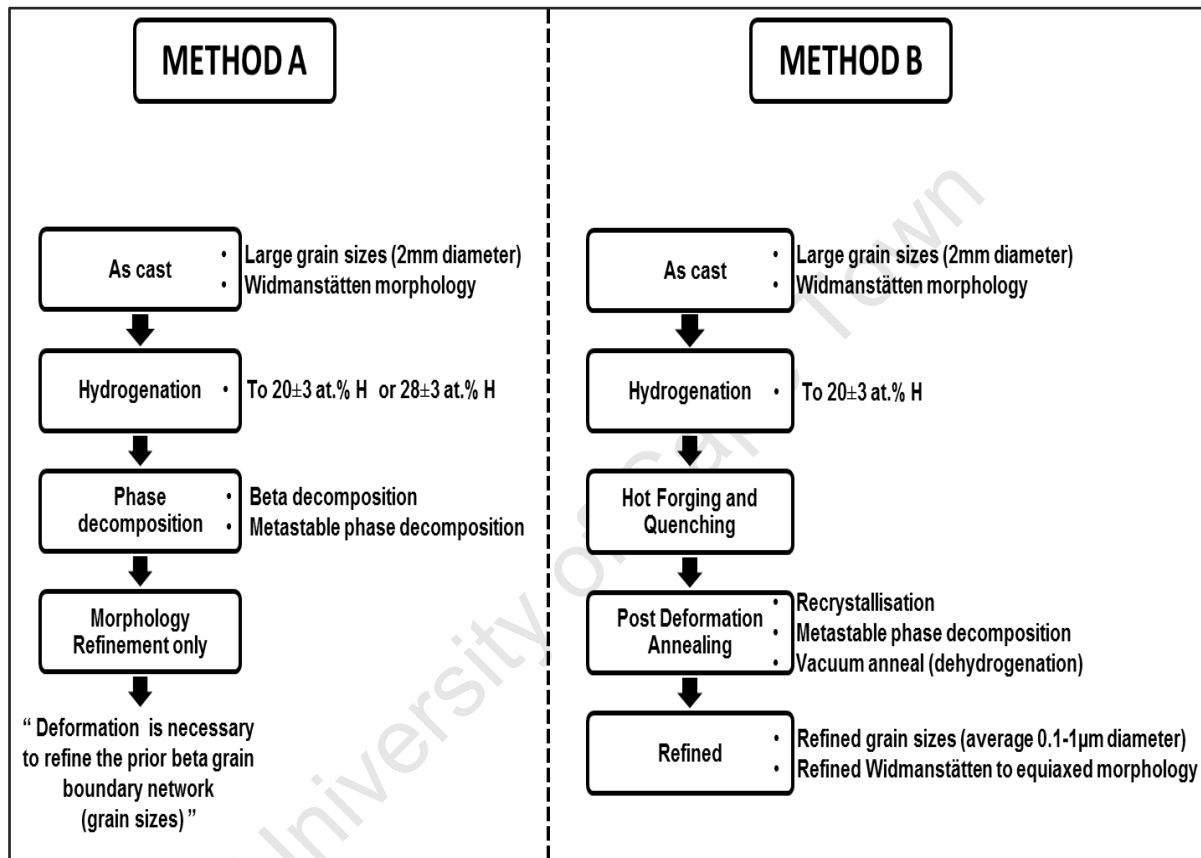 METHOD A
As cast
• Large grain sizes (2mm diameter)
• Widmanstätten morphology
Hydrogenation
• To 20±3 at.% H or 28±3 at.% H
Phase
decomposition
• Beta decomposition
• Metastable phase decomposition
Morphology
Refinement only
“ Deformation is necessary
to refine the prior beta grain
boundary network
(grain sizes) ”
METHOD B
As cast
• Large grain sizes (2mm diameter)
• Widmanstätten morphology
Hydrogenation
• To 20±3 at.% H
Hot Forging and
Quenching
Post Deformation
Annealing
• Recrystallisation
• Metastable phase decomposition
• Vacuum anneal (dehydrogenation)
Refined
• Refined grain sizes (average 0.1-1µm diameter)
• Refined Widmanstätten to equiaxed morphology
University of Cape Town